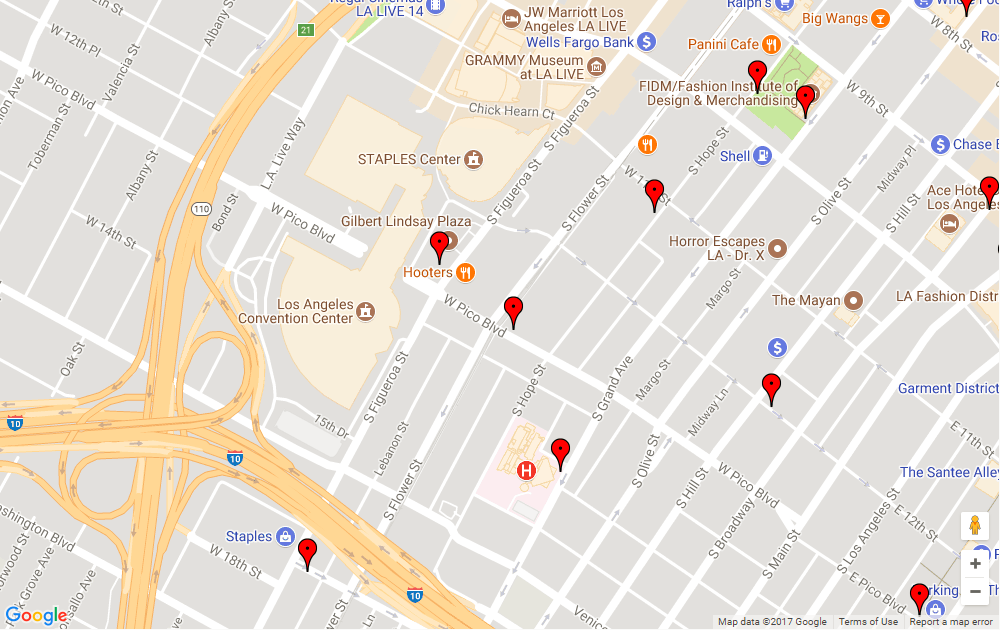 Regal Cinemas
LA LIVE 14
JW Marriott Los
Angeles LA LIVE
Ralph's
Big Wangs
W 8th St
W 12th Pl
Albany St
21
Wells Fargo Bank
Panini Cafe
GRAMMY Museum
at LA LIVE
W Pico Blvd
Valencia St
FIDM/Fashion Institute of
Design & Merchandising
W 9th St
Toberman St
L.A. Live Way
Chick Hearn Ct
S Figueroa St
S Hope St
Chase
Albany St
STAPLES Center
Shell
Midway Pl
110
Bond St
W Pico Blvd
S Figueroa St
S Flower St
S Olive St
S Hill St
Ace Hotel
Los Angeles
W 14th St
Gilbert Lindsay Plaza
Horror Escapes
LA - Dr. X
Hooters
Margo St
The Mayan
LA Fashion Distr
Los Angeles
Convention Center
W Pico Blvd
Oak St
S Figueroa St
S Hope St
S Grand Ave
Margo St
Midway Ln
Garment District
10
15th Dr
Lebanon St
E 11th St
10
S Flower St
H
S Olive St
S Hill St
W Pico Blvd
The Santee Alley
Washington Blvd
Staples
W 18th St
S Broadway
S Main St
S Los Angeles St
E 12th St
10
E Pico Blvd
Google
Map data ©2017 Google
Terms of Use
Report a map error